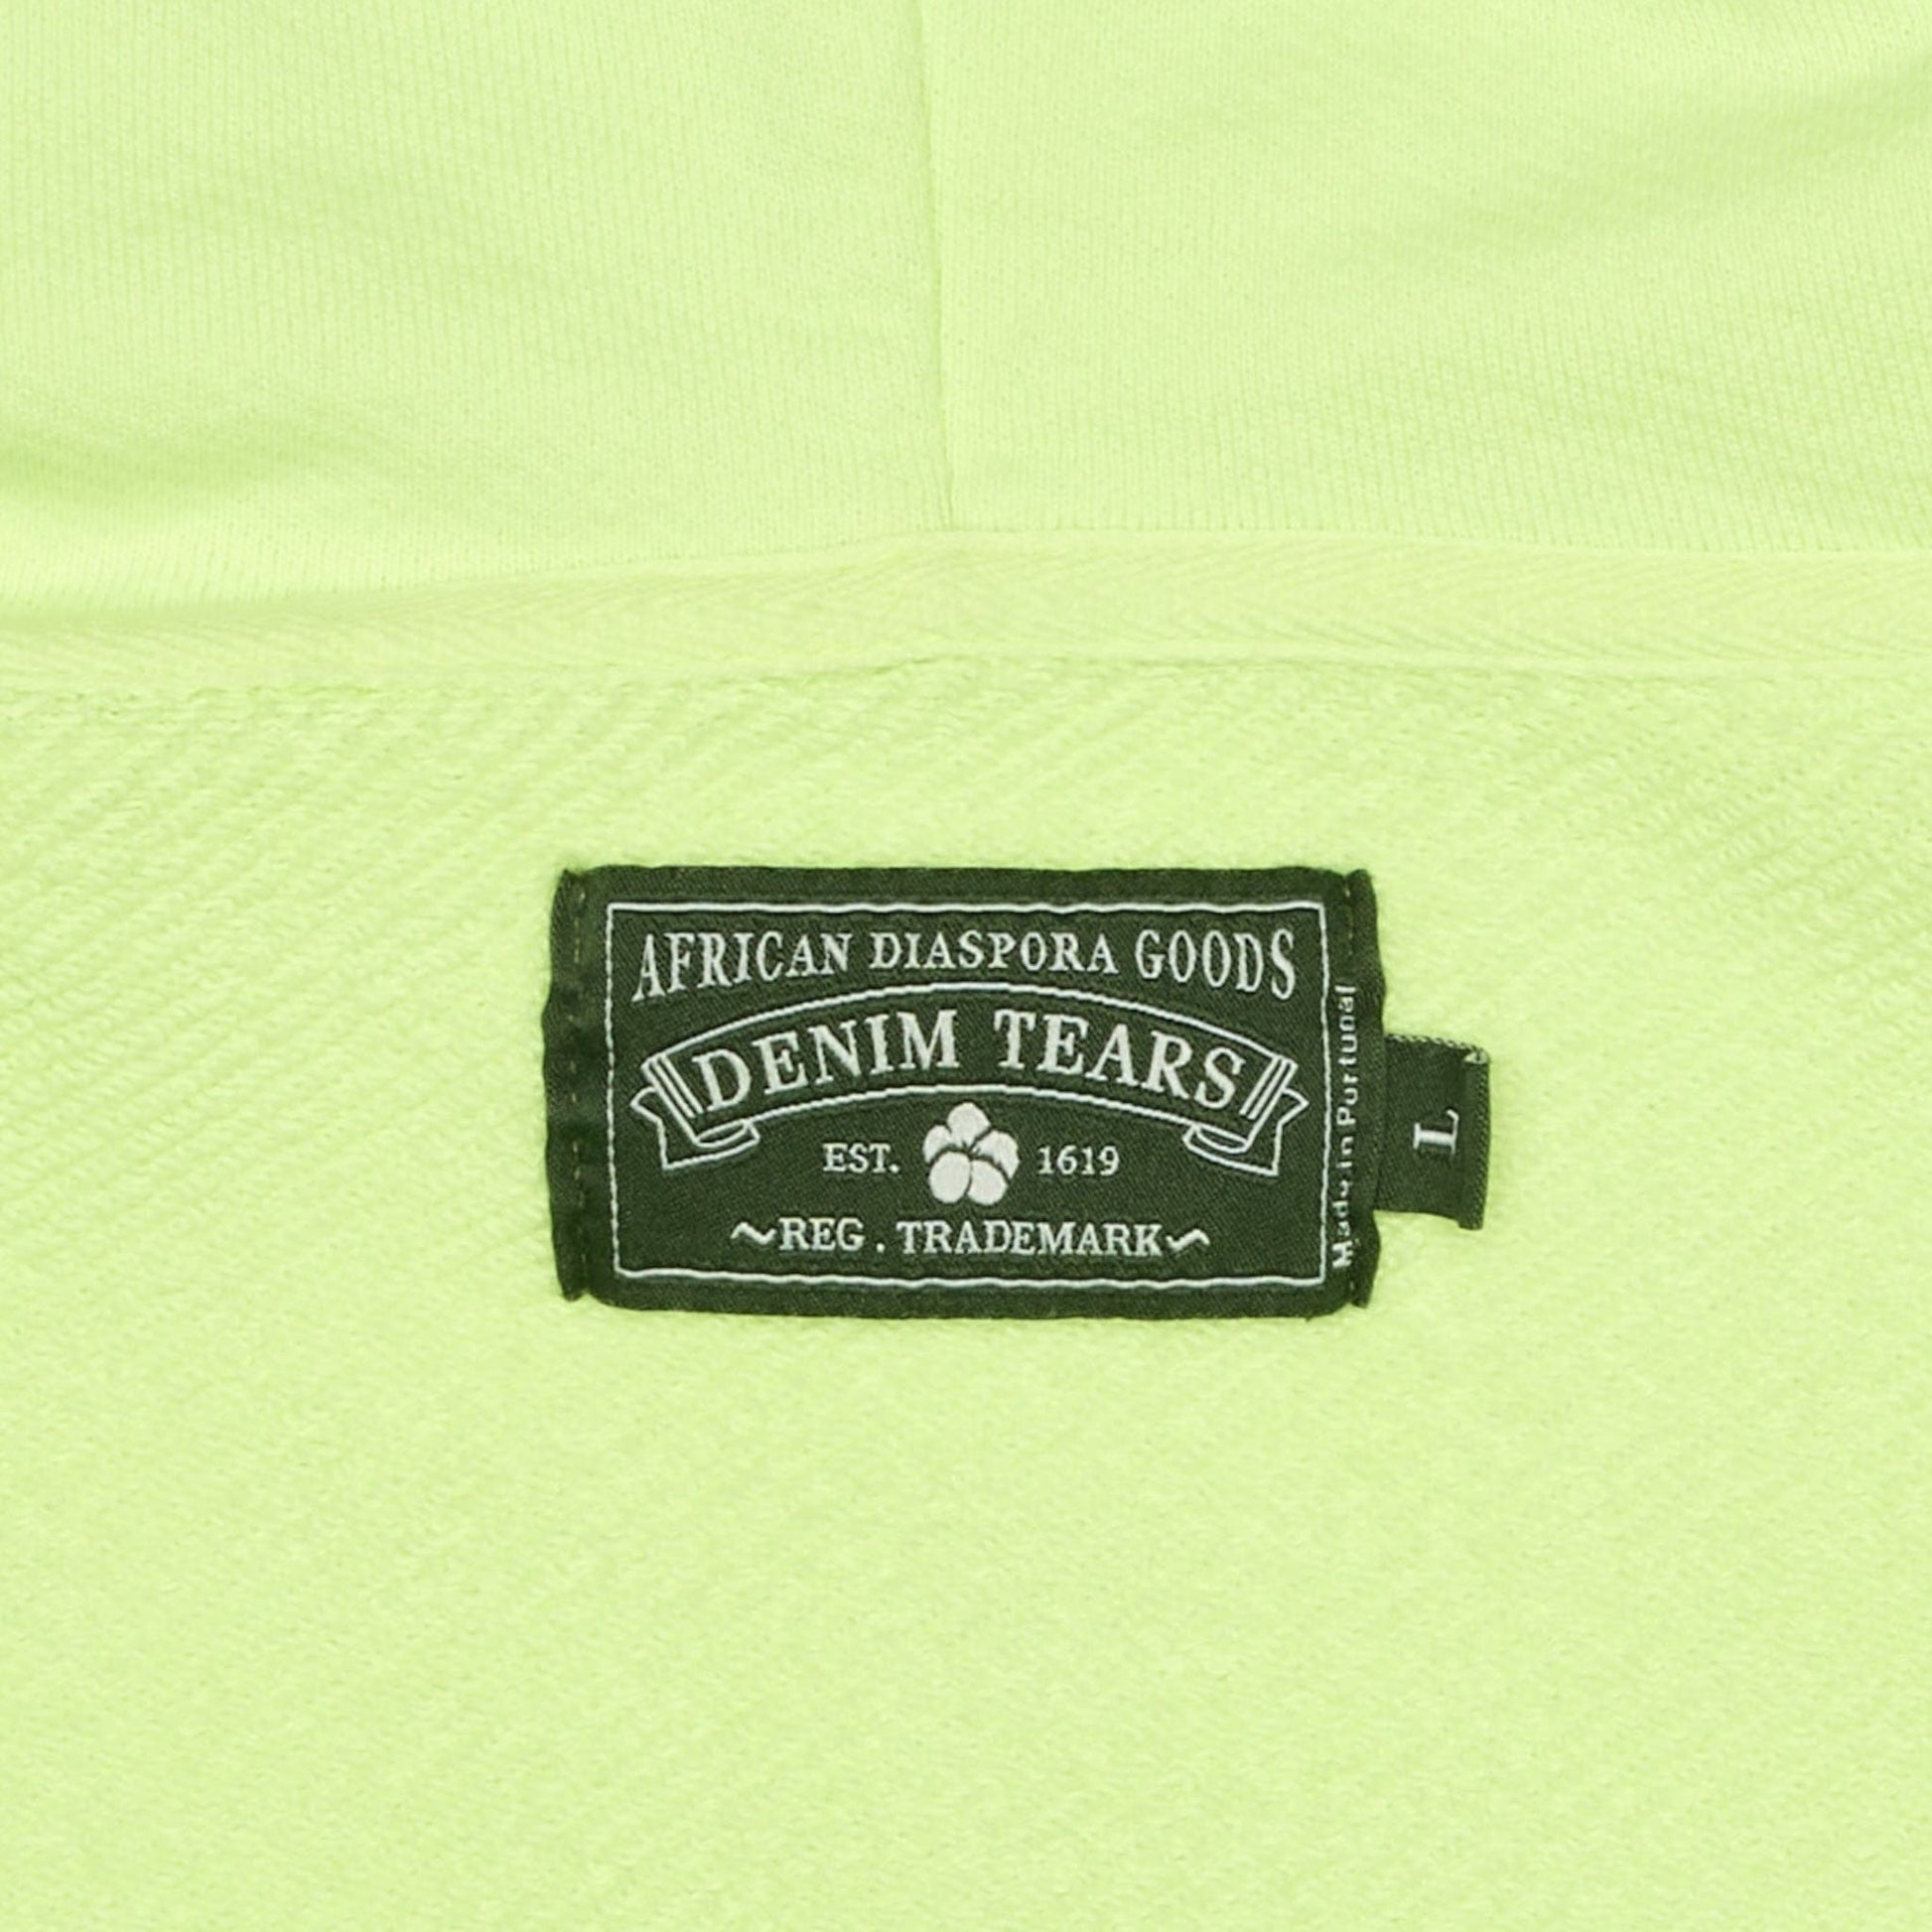 AFRICAN DIASPORA GOODS
DENIM TEARS
EST. 1619
~REG. TRADEMARK~
Made in Portugal
L